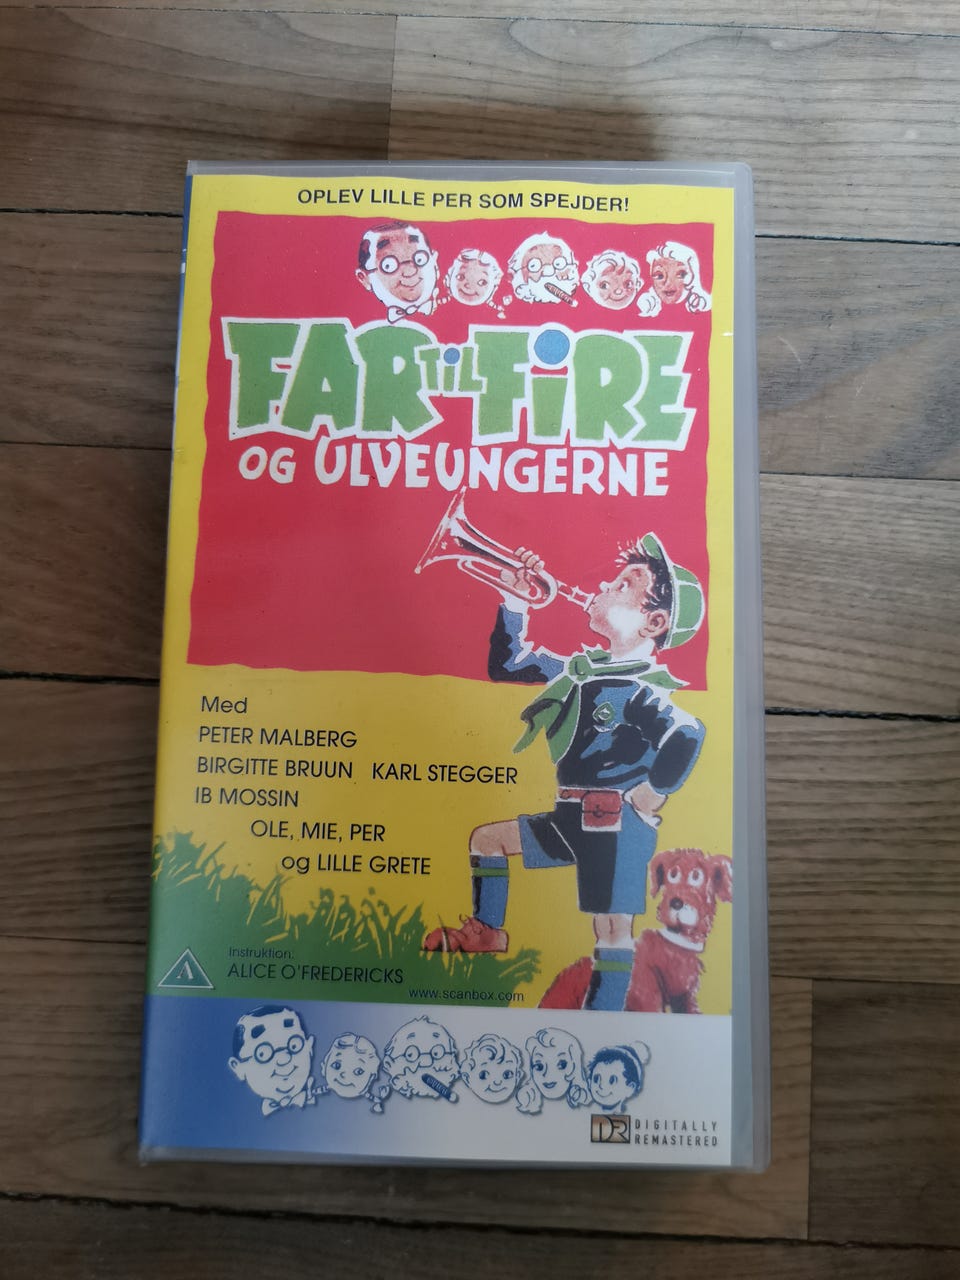 OPLEV LILLE PER SOM SPEJDER!
FAR TIL FIRE
OG ULVEUNGERNE
Med
PETER MALBERG
BIRGITTE BRUUN KARL STEGGER
IB MOSSIN
OLE, MIE, PER
og LILLE GRETE
Instruktion:
ALICE O'FREDERICKS
A
www.scanbox.com
DR DIGITALLY
REMASTERED